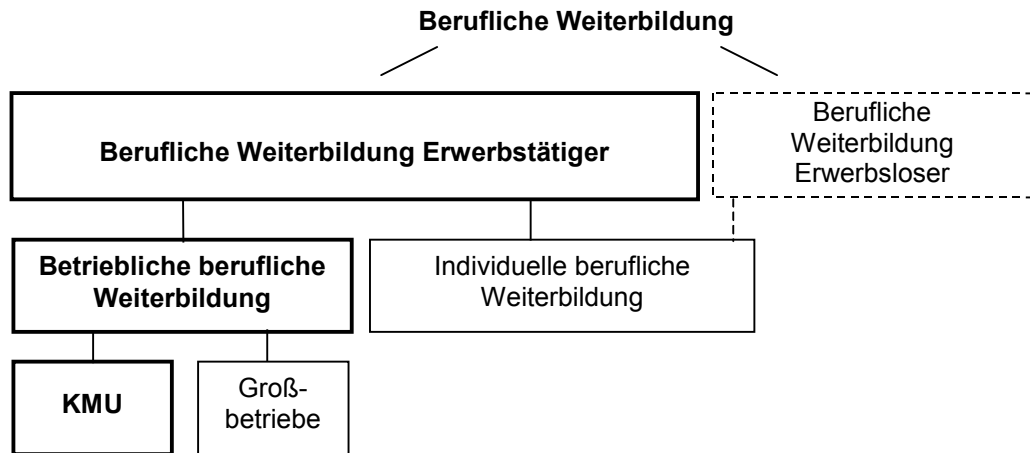 Berufliche Weiterbildung
Berufliche Weiterbildung Erwerbstätiger
Berufliche
Weiterbildung
Erwerbsloser
Betriebliche berufliche
Weiterbildung
Individuelle berufliche
Weiterbildung
KMU
Groß-
betriebe